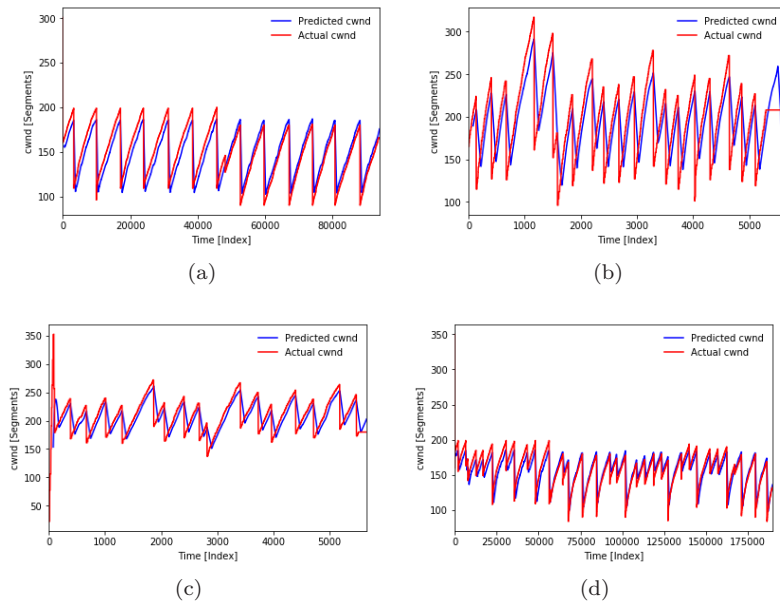 300
250
200
150
100
cwnd [Segments]
Predicted cwnd
Actual cwnd
0 20000 40000 60000 80000
Time [Index]
(a)
300
250
200
150
100
cwnd [Segments]
Predicted cwnd
Actual cwnd
0 1000 2000 3000 4000 5000
Time [Index]
(b)
350
300
250
200
150
100
50
cwnd [Segments]
Predicted cwnd
Actual cwnd
0 1000 2000 3000 4000 5000
Time [Index]
(c)
350
300
250
200
150
100
cwnd [Segments]
Predicted cwnd
Actual cwnd
0 25000 50000 75000 100000 125000 150000 175000
Time [Index]
(d)